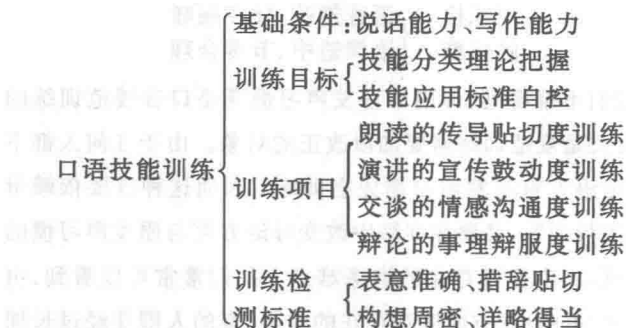 基础条件:说话能力、写作能力
训练目标
技能分类理论把握
技能应用标准自控
口语技能训练
训练项目
朗读的传导贴切度训练
演讲的宣传鼓动度训练
交谈的情感沟通度训练
辩论的事理辩服度训练
训练检
测标准
表意准确、措辞贴切
构想周密、详略得当